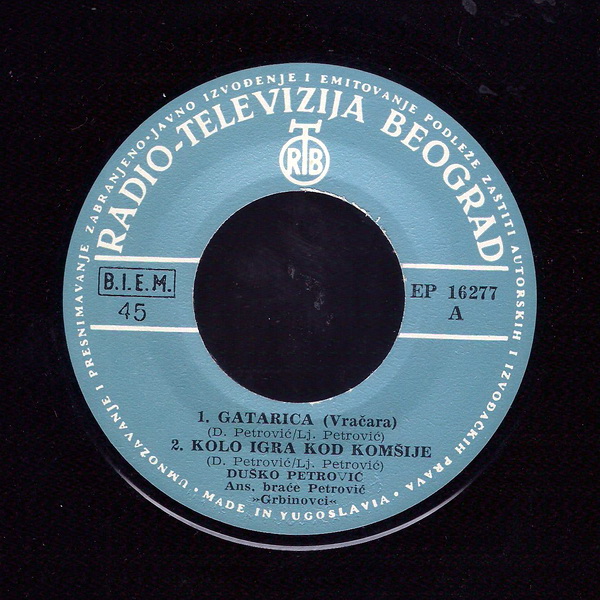 UMNOŽAVANJE I PRESNIMAVANJE ZABRANJENO • JAVNO IZVOĐENJE I EMITOVANJE PODLEŽE ZAŠTITI AUTORSKIH I IZVOĐAČKIH PRAVA •
RADIO-TELEVIZIJA BEOGRAD
RTB
B.I.E.M.
45
EP 16277
A
1. GATARICA (Vračara)
(D. Petrović/Lj. Petrović)
2. KOLO IGRA KOD KOMŠIJE
(D. Petrović/Lj. Petrović)
DUŠKO PETROVIĆ
Ans. braće Petrović
»Grbinovci«
MADE IN YUGOSLAVIA •